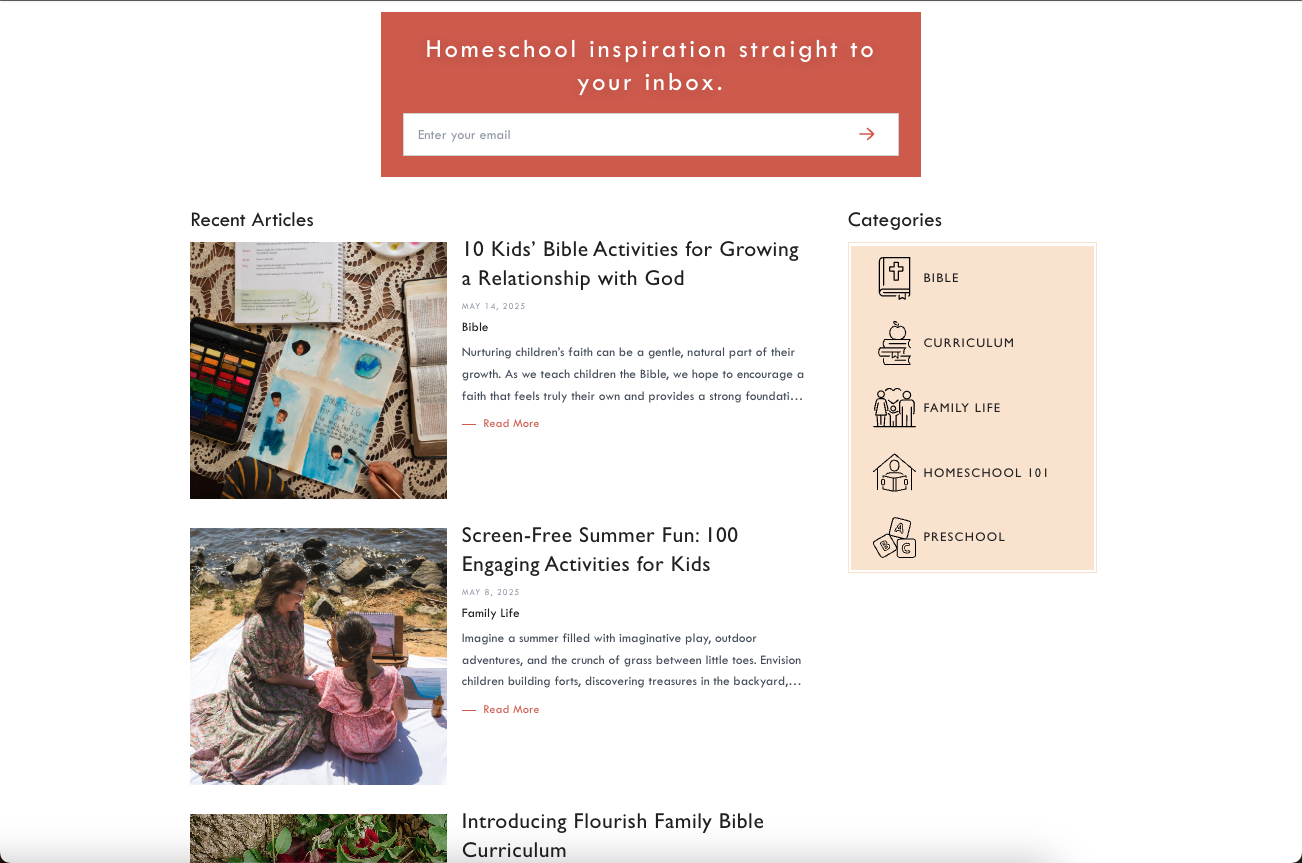 Homeschool inspiration straight to
your inbox.
Enter your email
Recent Articles
10 Kids’ Bible Activities for Growing
a Relationship with God
MAY 14, 2025
Bible
Nurturing children’s faith can be a gentle, natural part of their
growth. As we teach children the Bible, we hope to encourage a
faith that feels truly their own and provides a strong foundati…
Read More
Screen-Free Summer Fun: 100
Engaging Activities for Kids
MAY 8, 2025
Family Life
Imagine a summer filled with imaginative play, outdoor
adventures, and the crunch of grass between little toes. Envision
children building forts, discovering treasures in the backyard,…
Read More
Introducing Flourish Family Bible
Curriculum
Categories
BIBLE
CURRICULUM
FAMILY LIFE
HOMESCHOOL 101
A
B
C
PRESCHOOL